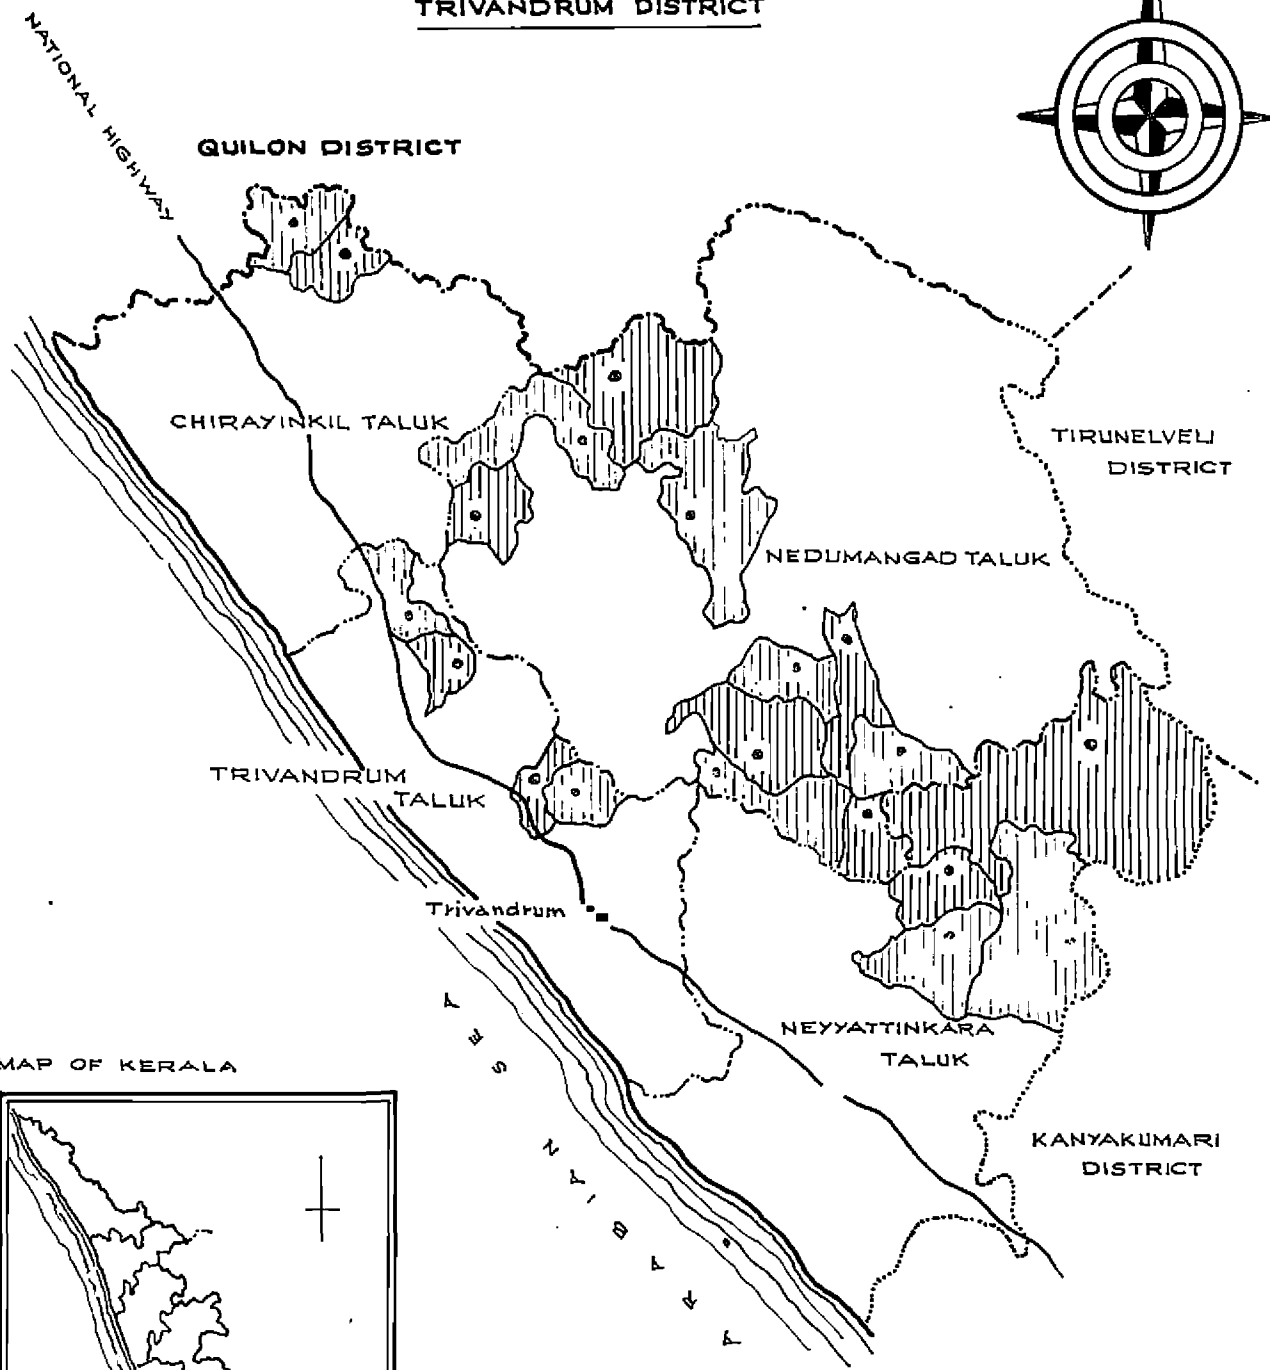 TRIVANDRUM DISTRICT
NATIONAL HIGHWAY
QUILON DISTRICT
CHIRAYINKIL TALUK
TIRUNELVELI
DISTRICT
NEDUMANGAD TALUK
TRIVANDRUM
TALUK
Trivandrum
NEYYATTINKARA
TALUK
ARABIAN SEA
MAP OF KERALA
KANYAKUMARI
DISTRICT